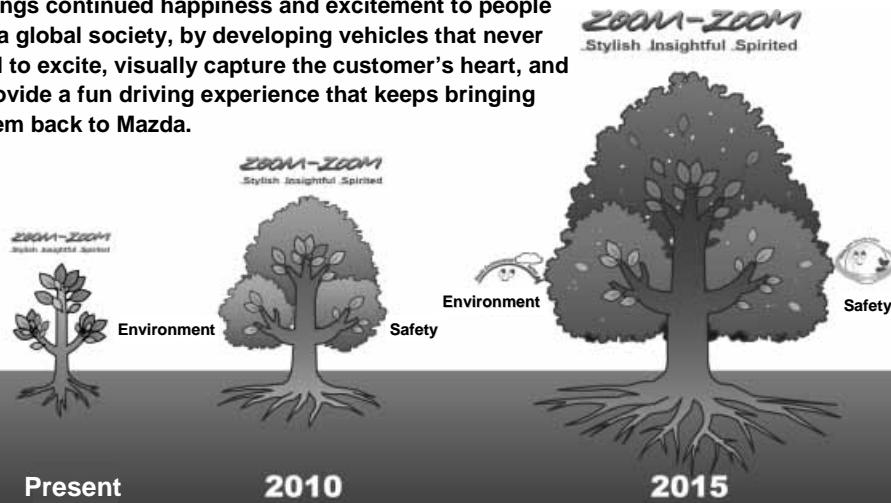 ngs continued happiness and excitement to people
a global society, by developing vehicles that never
l to excite, visually capture the customer's heart, and
ovide a fun driving experience that keeps bringing
em back to Mazda.
ZOOM-ZOOM
Stylish Insightful Spirited
ZOOM-ZOOM
Stylish Insightful Spirited
ZOOM-ZOOM
Stylish Insightful Spirited
Environment
Safety
Environment
Safety
Present
2010
2015